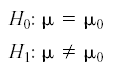 H₀: μ = μ₀
H₁: μ ≠ μ₀